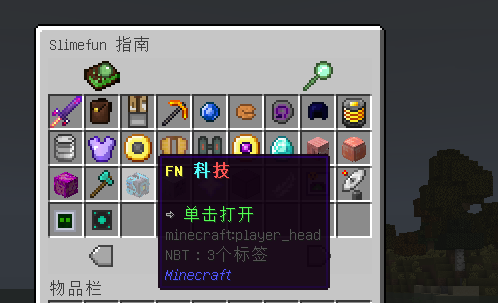 Slimefun 指南
FN 科技
⇨ 单击打开
minecraft:player_head
NBT：3个标签
Minecraft
物品栏